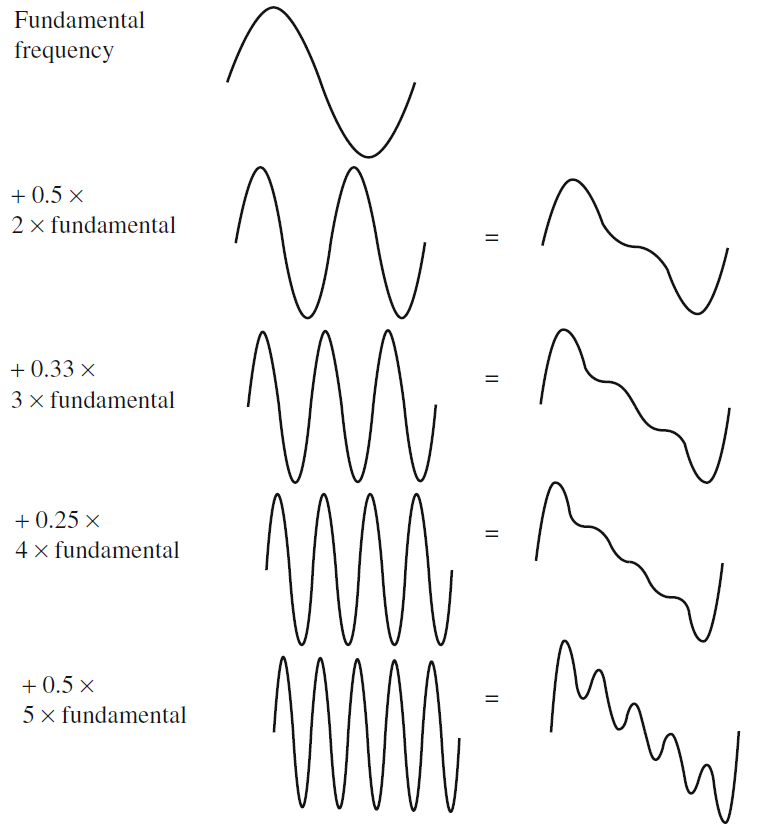 Fundamental
frequency
+ 0.5 ×
2 × fundamental
=
+ 0.33 ×
3 × fundamental
=
+ 0.25 ×
4 × fundamental
=
+ 0.5 ×
5 × fundamental
=